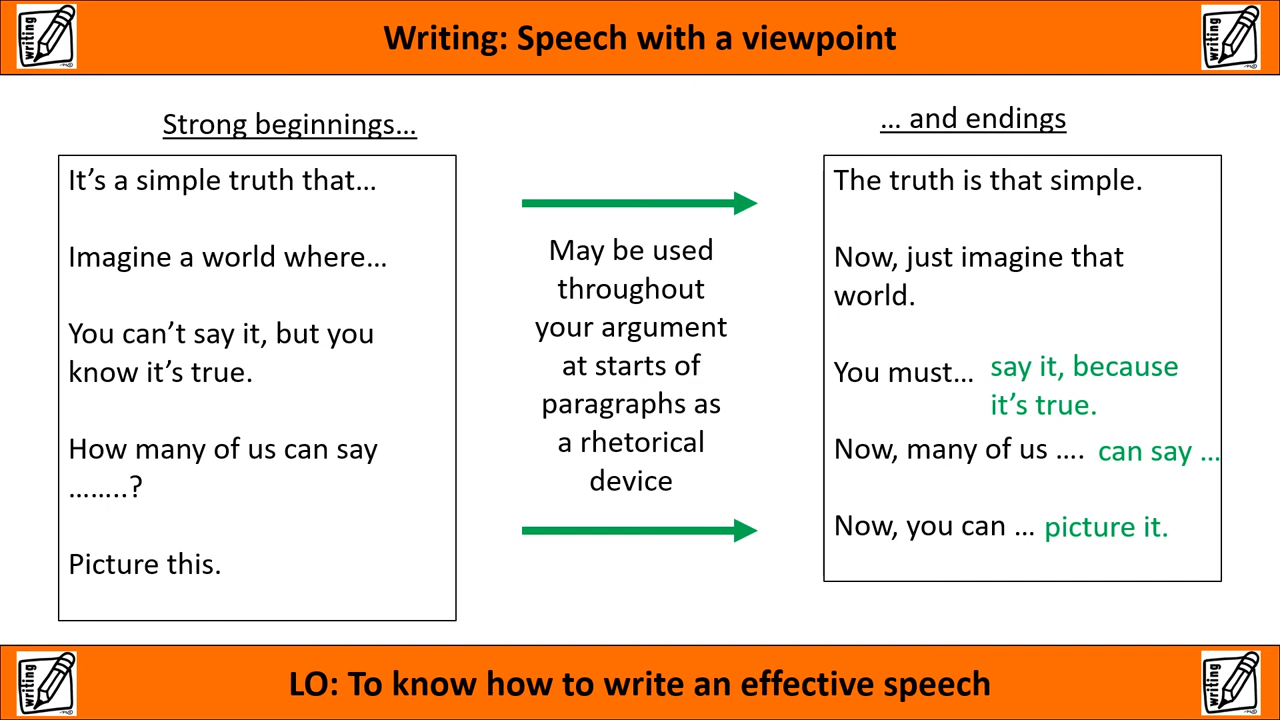 writing
Writing: Speech with a viewpoint
writing
Strong beginnings…
It's a simple truth that…
Imagine a world where…
You can't say it, but you
know it's true.
How many of us can say
……..?
Picture this.
May be used
throughout
your argument
at starts of
paragraphs as
a rhetorical
device
… and endings
The truth is that simple.
Now, just imagine that
world.
You must… say it, because
it's true.
Now, many of us …. can say …
Now, you can … picture it.
writing
LO: To know how to write an effective speech
writing